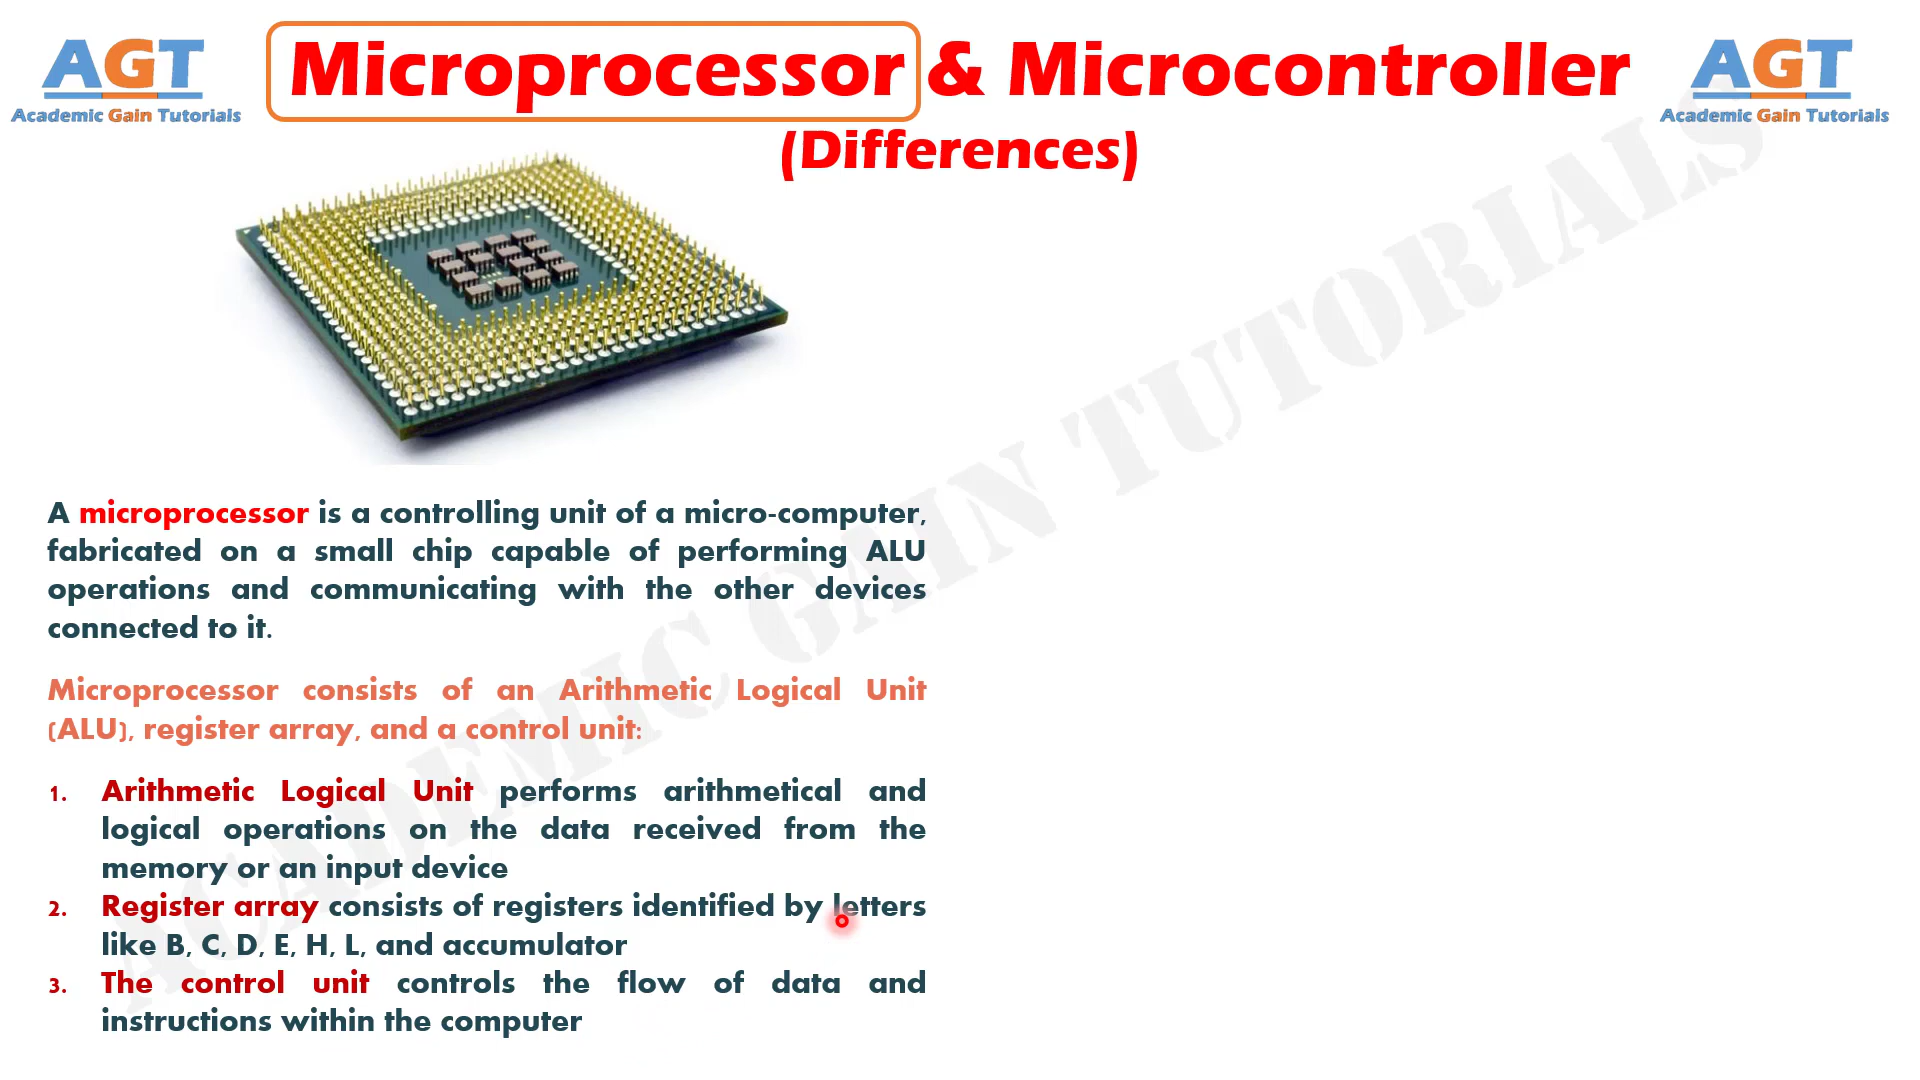 AGT
Academic Gain Tutorials
Microprocessor & Microcontroller
(Differences)
AGT
Academic Gain Tutorials
A microprocessor is a controlling unit of a micro-computer,
fabricated on a small chip capable of performing ALU
operations and communicating with the other devices
connected to it.
Microprocessor consists of an Arithmetic Logical Unit
(ALU), register array, and a control unit:
1. Arithmetic Logical Unit performs arithmetical and
logical operations on the data received from the
memory or an input device
2. Register array consists of registers identified by letters
like B, C, D, E, H, L, and accumulator
3. The control unit controls the flow of data and
instructions within the computer
ACADEMIC GAIN TUTORIALS